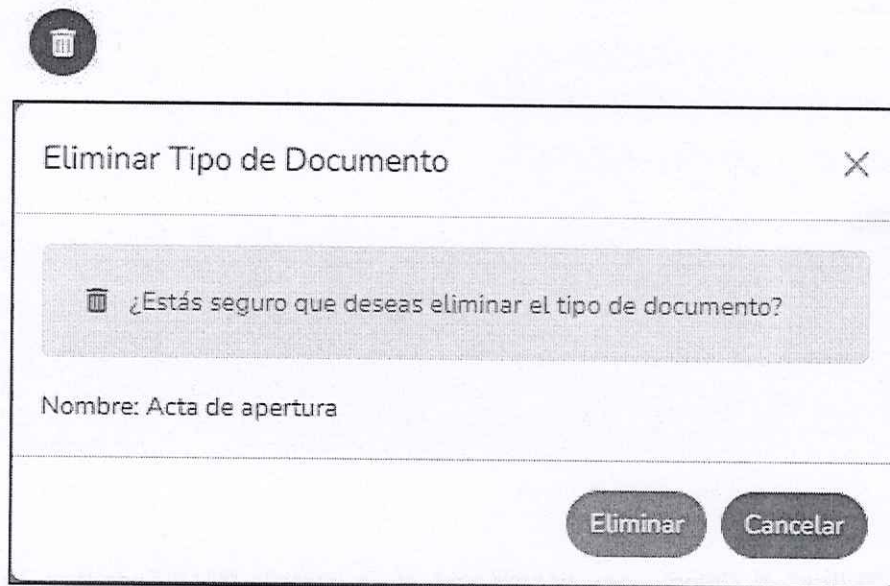 Eliminar Tipo de Documento
¿Estás seguro que deseas eliminar el tipo de documento?
Nombre: Acta de apertura
Eliminar Cancelar